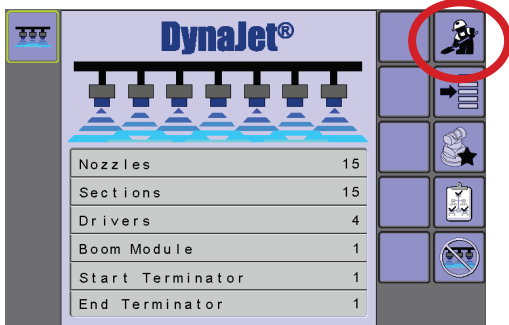 DynaJet®
Nozzles 15
Sections 15
Drivers 4
Boom Module 1
Start Terminator 1
End Terminator 1